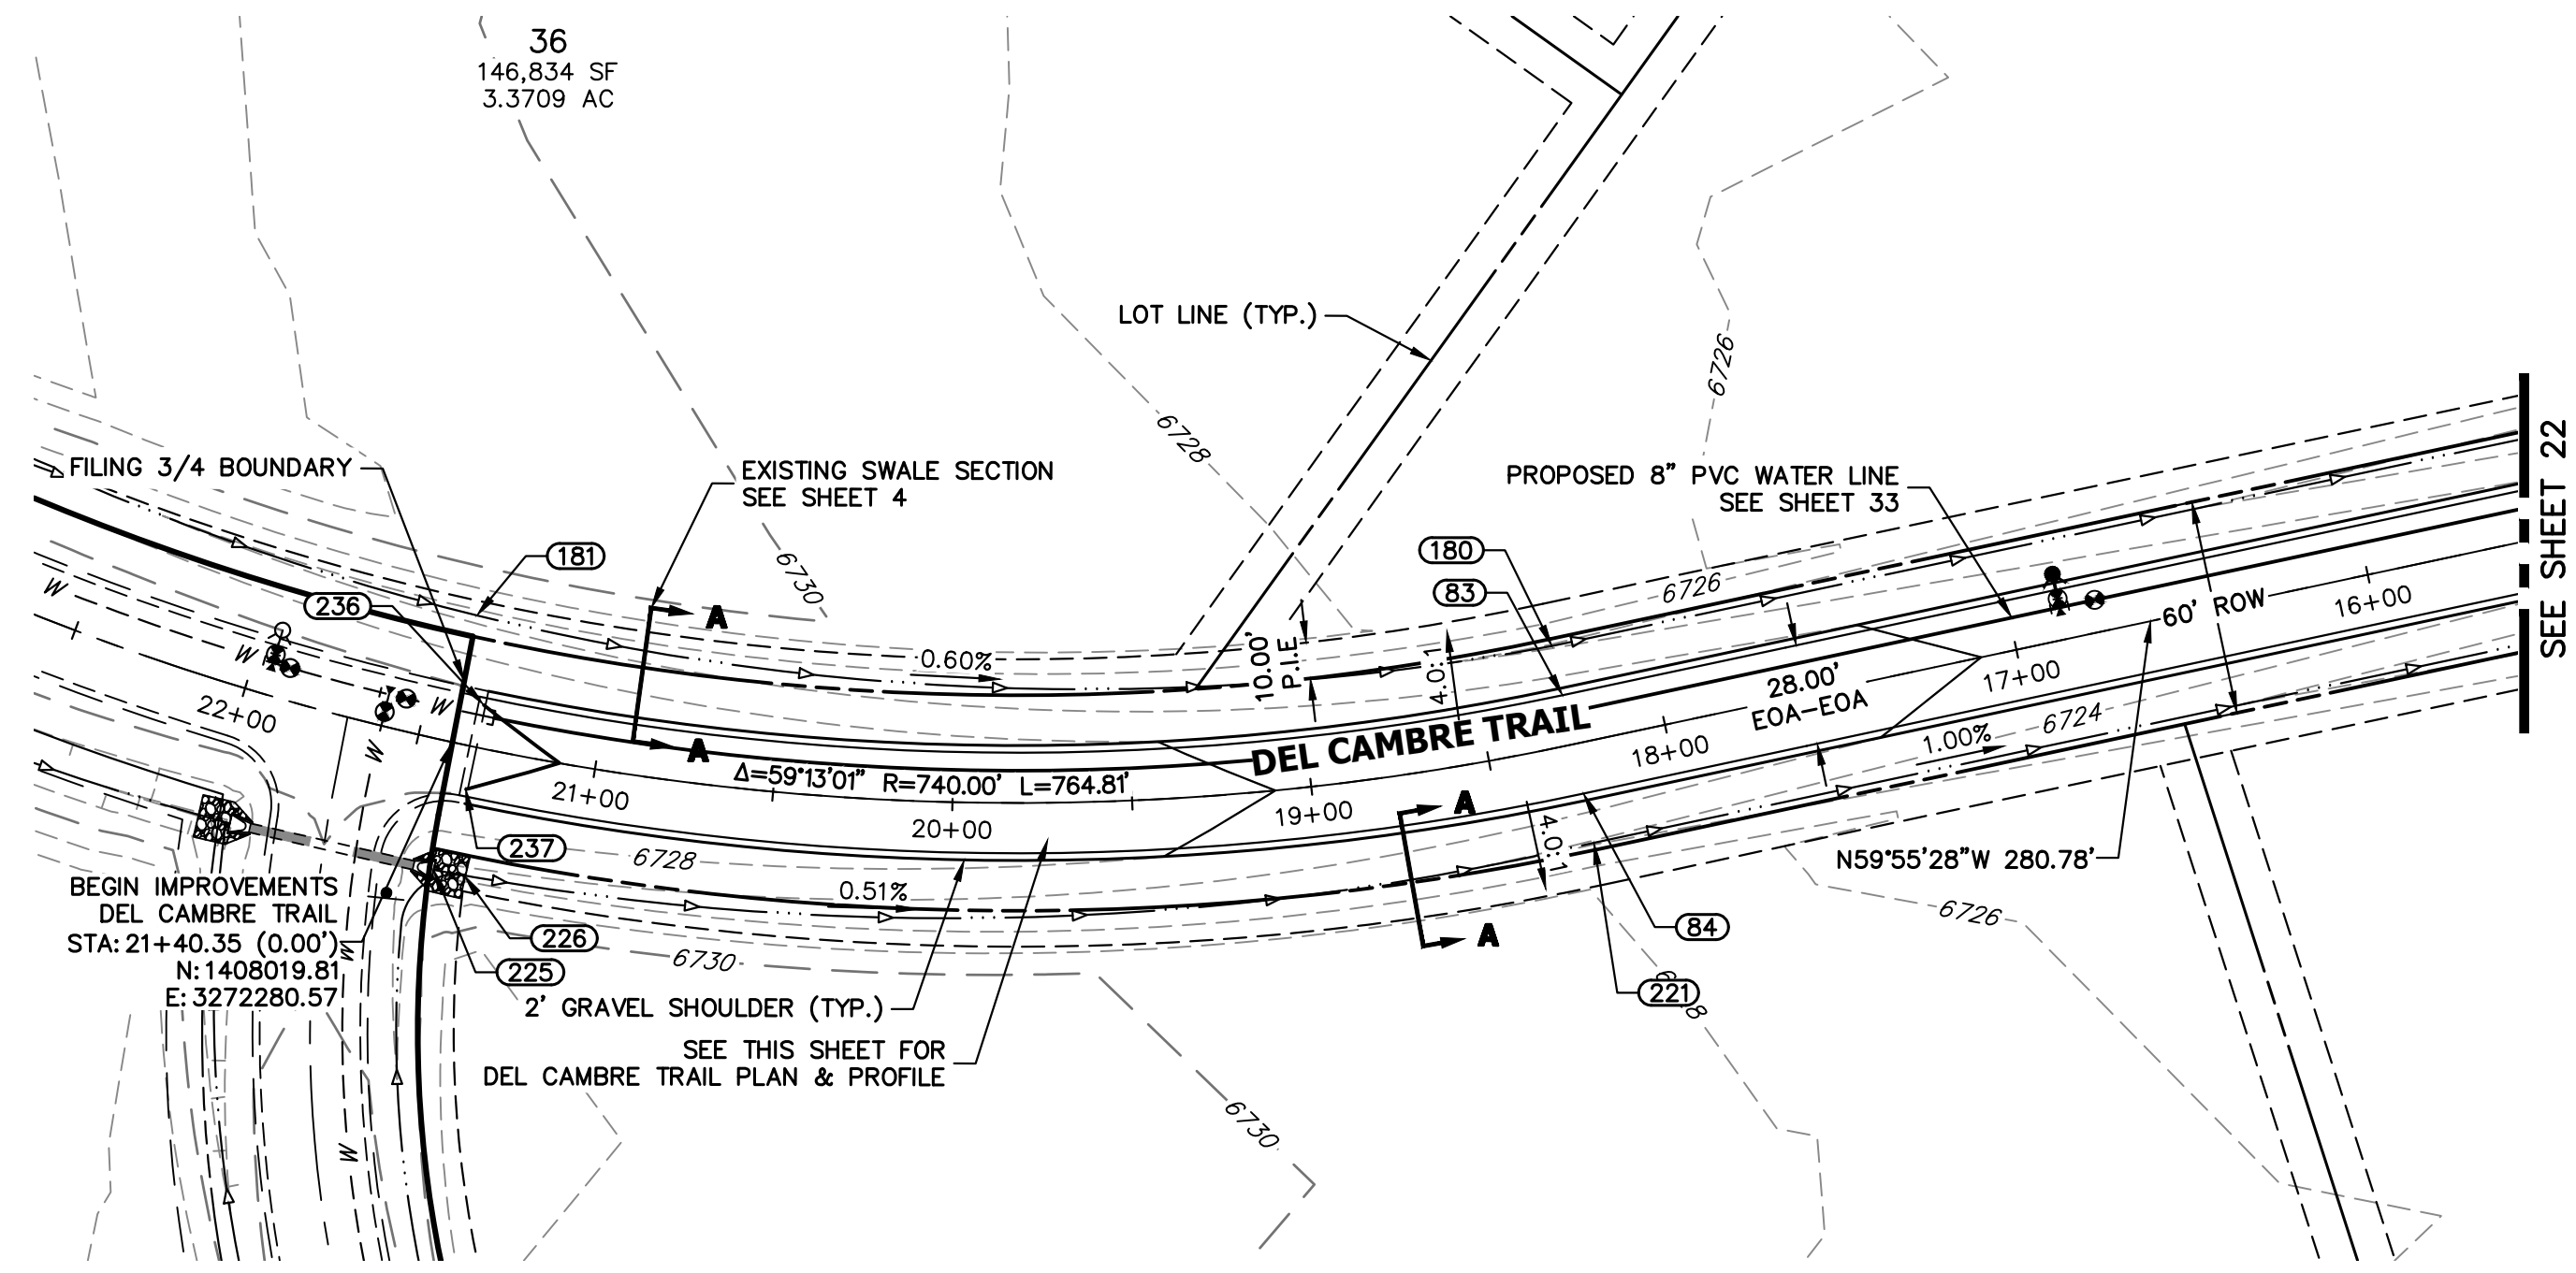 36
146,834 SF
3.3709 AC
LOT LINE (TYP.)
6726
6728
FILING 3/4 BOUNDARY
EXISTING SWALE SECTION
SEE SHEET 4
PROPOSED 8" PVC WATER LINE
SEE SHEET 33
SEE SHEET 22
181
180
83
236
6730
6726
A
A
W
W
W
W
W
W
0.60%
10.00'
P.I.E
4.0:1
60' ROW
16+00
17+00
18+00
19+00
20+00
21+00
22+00
28.00'
EOA-EOA
DEL CAMBRE TRAIL
Δ=59°13'01" R=740.00' L=764.81'
1.00%
6724
A
A
4.0:1
237
6728
0.51%
N59°55'28"W 280.78'
6726
BEGIN IMPROVEMENTS
DEL CAMBRE TRAIL
STA: 21+40.35 (0.00')
N: 1408019.81
E: 3272280.57
226
225
6730
84
221
2' GRAVEL SHOULDER (TYP.)
SEE THIS SHEET FOR
DEL CAMBRE TRAIL PLAN & PROFILE
6730